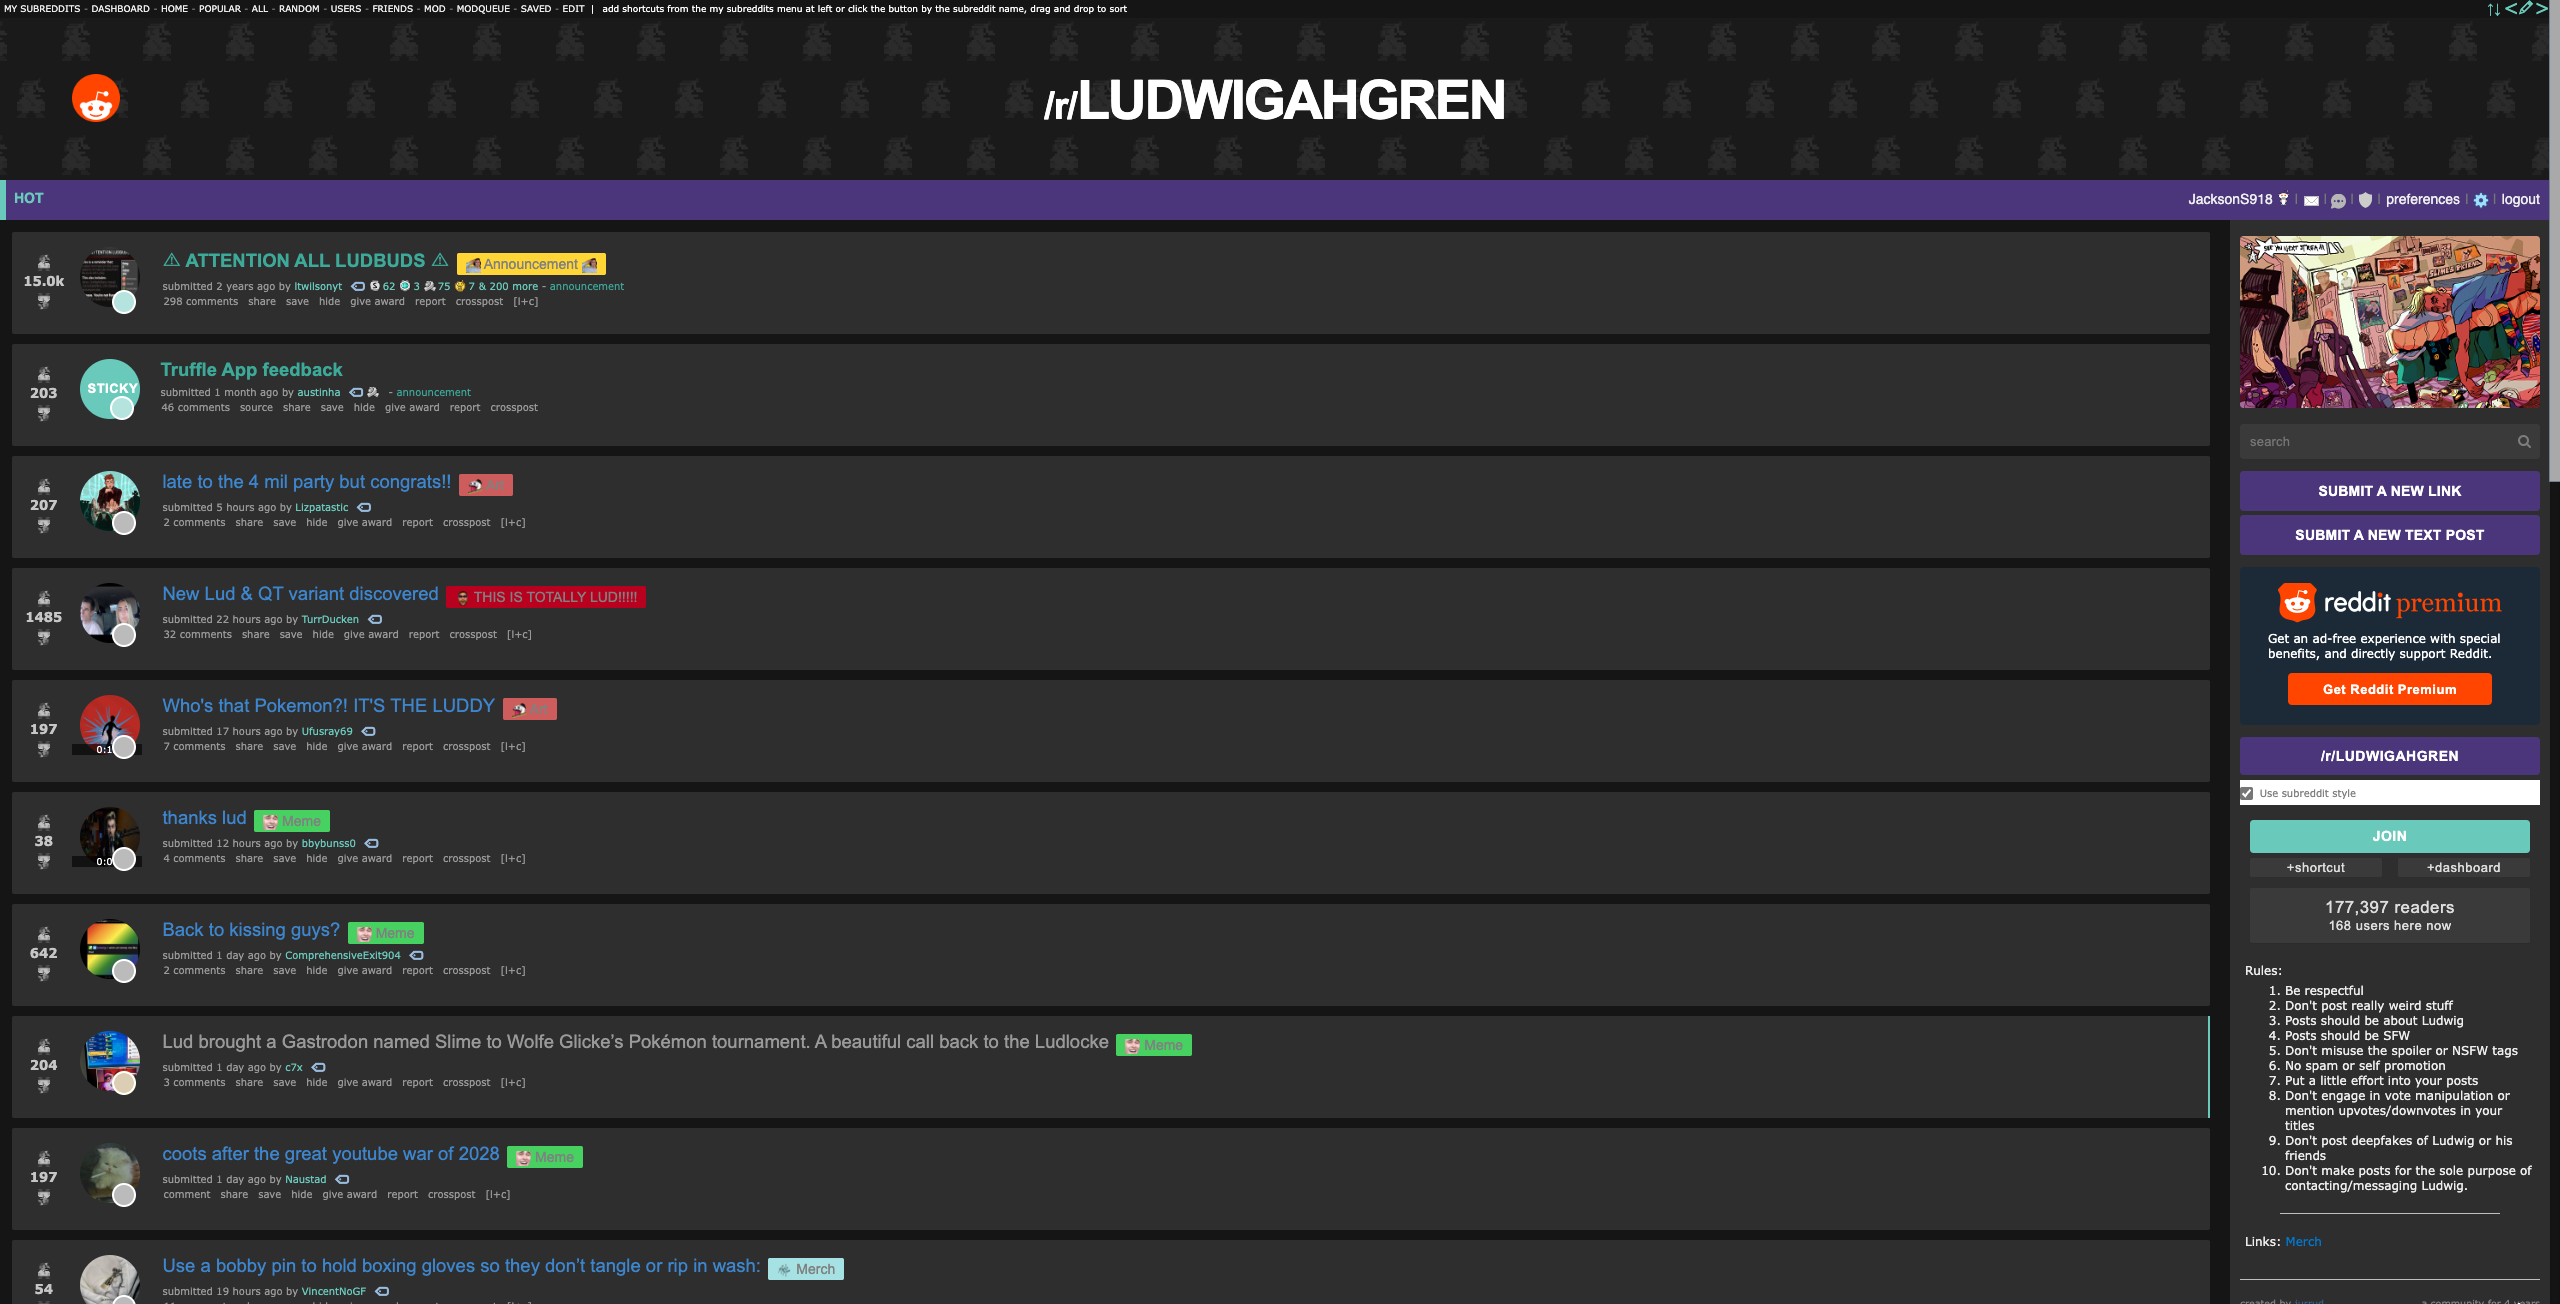 MY SUBREDDITS - DASHBOARD - HOME - POPULAR - ALL - RANDOM - USERS - FRIENDS - MOD - MODQUEUE - SAVED - EDIT | add shortcuts from the my subreddits menu at left or click the button by the subreddit name, drag and drop to sort
/r/LUDWIGAHGREN
HOT
JacksonS918 | | | | preferences | | logout
15.0k
⚠ ATTENTION ALL LUDBUDS ⚠ Announcement
submitted 2 years ago by ltwilsonyt 62 3 75 7 & 200 more - announcement
298 comments share save hide give award report crosspost [l+c]
203
STICKY
Truffle App feedback
submitted 1 month ago by austinha - announcement
46 comments source share save hide give award report crosspost
207
late to the 4 mil party but congrats!! Art
submitted 5 hours ago by Lizpatastic
2 comments share save hide give award report crosspost [l+c]
1485
New Lud & QT variant discovered THIS IS TOTALLY LUD!!!!!
submitted 22 hours ago by TurrDucken
32 comments share save hide give award report crosspost [l+c]
197
Who's that Pokemon?! IT'S THE LUDDY Art
submitted 17 hours ago by Ufusray69
7 comments share save hide give award report crosspost [l+c]
38
thanks lud Meme
submitted 12 hours ago by bbybunss0
4 comments share save hide give award report crosspost [l+c]
642
Back to kissing guys? Meme
submitted 1 day ago by ComprehensiveExit904
2 comments share save hide give award report crosspost [l+c]
204
Lud brought a Gastrodon named Slime to Wolfe Glicke’s Pokémon tournament. A beautiful call back to the Ludlocke Meme
submitted 1 day ago by c7x
3 comments share save hide give award report crosspost [l+c]
197
coots after the great youtube war of 2028 Meme
submitted 1 day ago by Naustad
comment share save hide give award report crosspost [l+c]
54
Use a bobby pin to hold boxing gloves so they don’t tangle or rip in wash: Merch
submitted 19 hours ago by VincentNoGF
search
SUBMIT A NEW LINK
SUBMIT A NEW TEXT POST
reddit premium
Get an ad-free experience with special
benefits, and directly support Reddit.
Get Reddit Premium
/r/LUDWIGAHGREN
Use subreddit style
JOIN
+shortcut
+dashboard
177,397 readers
168 users here now
Rules:
1. Be respectful
2. Don't post really weird stuff
3. Posts should be about Ludwig
4. Posts should be SFW
5. Don't misuse the spoiler or NSFW tags
6. No spam or self promotion
7. Put a little effort into your posts
8. Don't engage in vote manipulation or
mention upvotes/downvotes in your
titles
9. Don't post deepfakes of Ludwig or his
friends
10. Don't make posts for the sole purpose of
contacting/messaging Ludwig.
Links: Merch